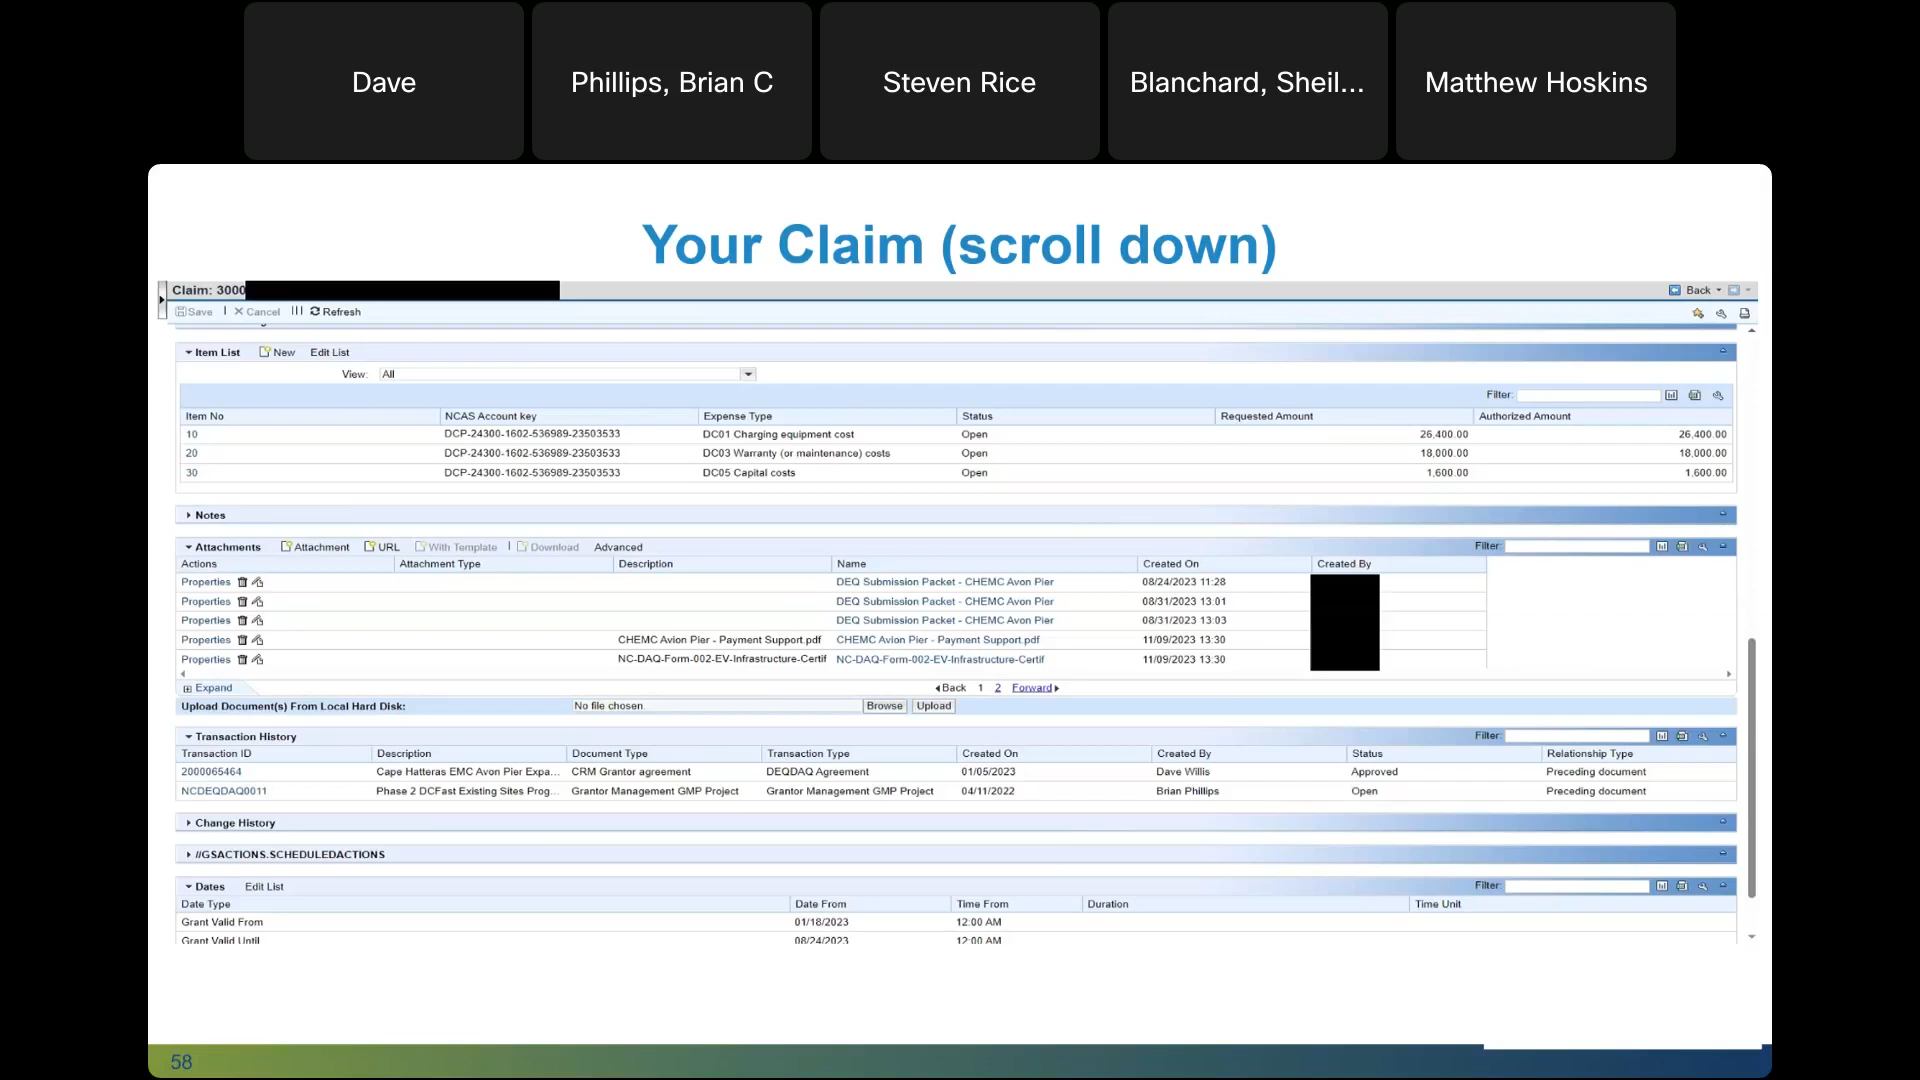 Dave
Phillips, Brian C
Steven Rice
Blanchard, Sheil...
Matthew Hoskins
Your Claim (scroll down)
Claim: 3000
Back
Save Cancel Refresh
Item List New Edit List
View: All
Filter:
Item No NCAS Account key Expense Type Status Requested Amount Authorized Amount
10 DCP-24300-1602-536989-23503533 DC01 Charging equipment cost Open 26,400.00 26,400.00
20 DCP-24300-1602-536989-23503533 DC03 Warranty (or maintenance) costs Open 18,000.00 18,000.00
30 DCP-24300-1602-536989-23503533 DC05 Capital costs Open 1,600.00 1,600.00
Notes
Attachments Attachment URL With Template Download Advanced Filter:
Actions Attachment Type Description Name Created On Created By
Properties DEQ Submission Packet - CHEMC Avon Pier 08/24/2023 11:28
Properties DEQ Submission Packet - CHEMC Avon Pier 08/31/2023 13:01
Properties DEQ Submission Packet - CHEMC Avon Pier 08/31/2023 13:03
Properties CHEMC Avion Pier - Payment Support.pdf CHEMC Avion Pier - Payment Support.pdf 11/09/2023 13:30
Properties NC-DAQ-Form-002-EV-Infrastructure-Certif NC-DAQ-Form-002-EV-Infrastructure-Certif 11/09/2023 13:30
Expand Back 1 2 Forward
Upload Document(s) From Local Hard Disk: No file chosen Browse Upload
Transaction History Filter:
Transaction ID Description Document Type Transaction Type Created On Created By Status Relationship Type
2000065464 Cape Hatteras EMC Avon Pier Expa... CRM Grantor agreement DEQDAQ Agreement 01/05/2023 Dave Willis Approved Preceding document
NCDEQDAQ0011 Phase 2 DCFast Existing Sites Prog... Grantor Management GMP Project Grantor Management GMP Project 04/11/2022 Brian Phillips Open Preceding document
Change History
//GSACTIONS.SCHEDULEDACTIONS
Dates Edit List Filter:
Date Type Date From Time From Duration Time Unit
Grant Valid From 01/18/2023 12:00 AM
Grant Valid Until 08/24/2023 12:00 AM
58